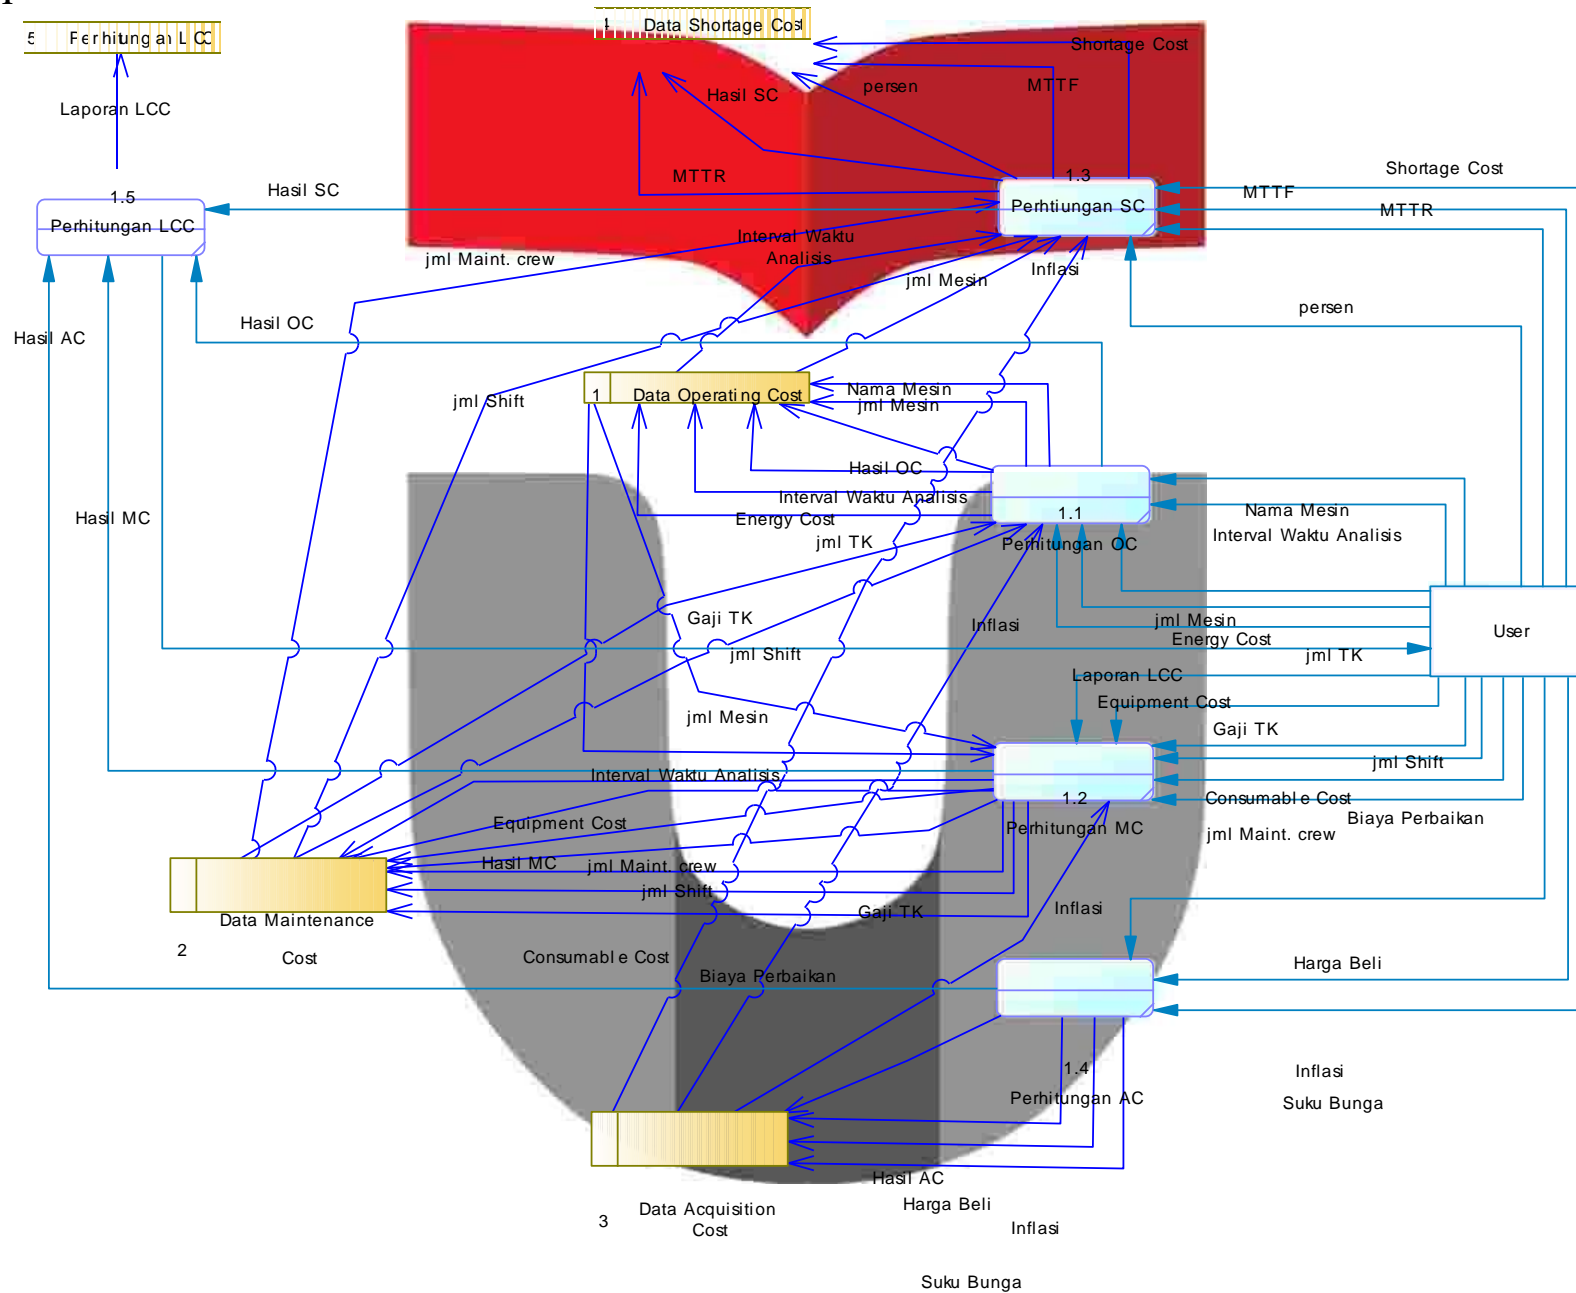 Data Shortage Cost
5 Perhitungan LCC
Shortage Cost
persen
MTTF
Hasil SC
Laporan LCC
Shortage Cost
1.3
MTTR
Hasil SC
MTTF
1.5
Perhtiungan SC
MTTR
Perhitungan LCC
Interval Waktu
Analisis
jml Maint. crew
Inflasi
jml Mesin
persen
Hasil OC
Hasil AC
Nama Mesin
1 Data Operating Cost
jml Shift
jml Mesin
Hasil OC
Interval Waktu Analisis
Nama Mesin
1.1
Hasil MC
Energy Cost
Interval Waktu Analisis
jml TK
Perhitungan OC
Gaji TK
Inflasi
jml Mesin
User
Energy Cost
jml Shift
jml TK
Laporan LCC
Equipment Cost
jml Mesin
Gaji TK
jml Shift
Interval Waktu Analisis
1.2
Consumable Cost
Biaya Perbaikan
Equipment Cost
Perhitungan MC
jml Maint. crew
Hasil MC
jml Maint. crew
jml Shift
Inflasi
Gaji TK
Data Maintenance
2
Cost
Consumable Cost
Harga Beli
Biaya Perbaikan
1.4
Inflasi
Perhitungan AC
Suku Bunga
Hasil AC
Harga Beli
Data Acquisition
3
Cost
Inflasi
Suku Bunga